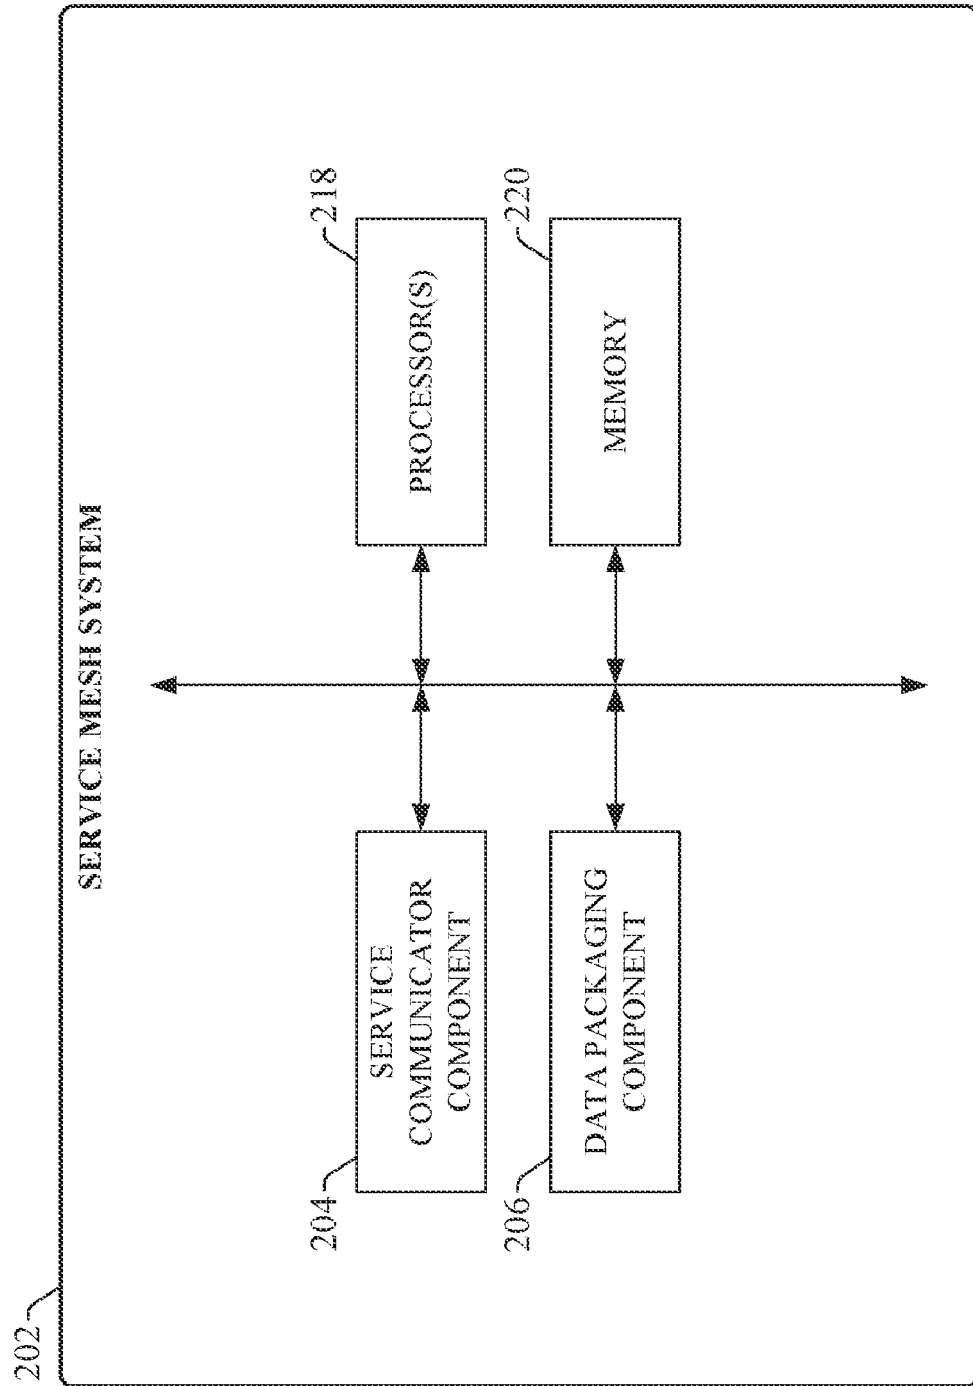 202
SERVICE MESH SYSTEM
204
SERVICE
COMMUNICATOR
COMPONENT
218
PROCESSOR(S)
206
DATA PACKAGING
COMPONENT
220
MEMORY